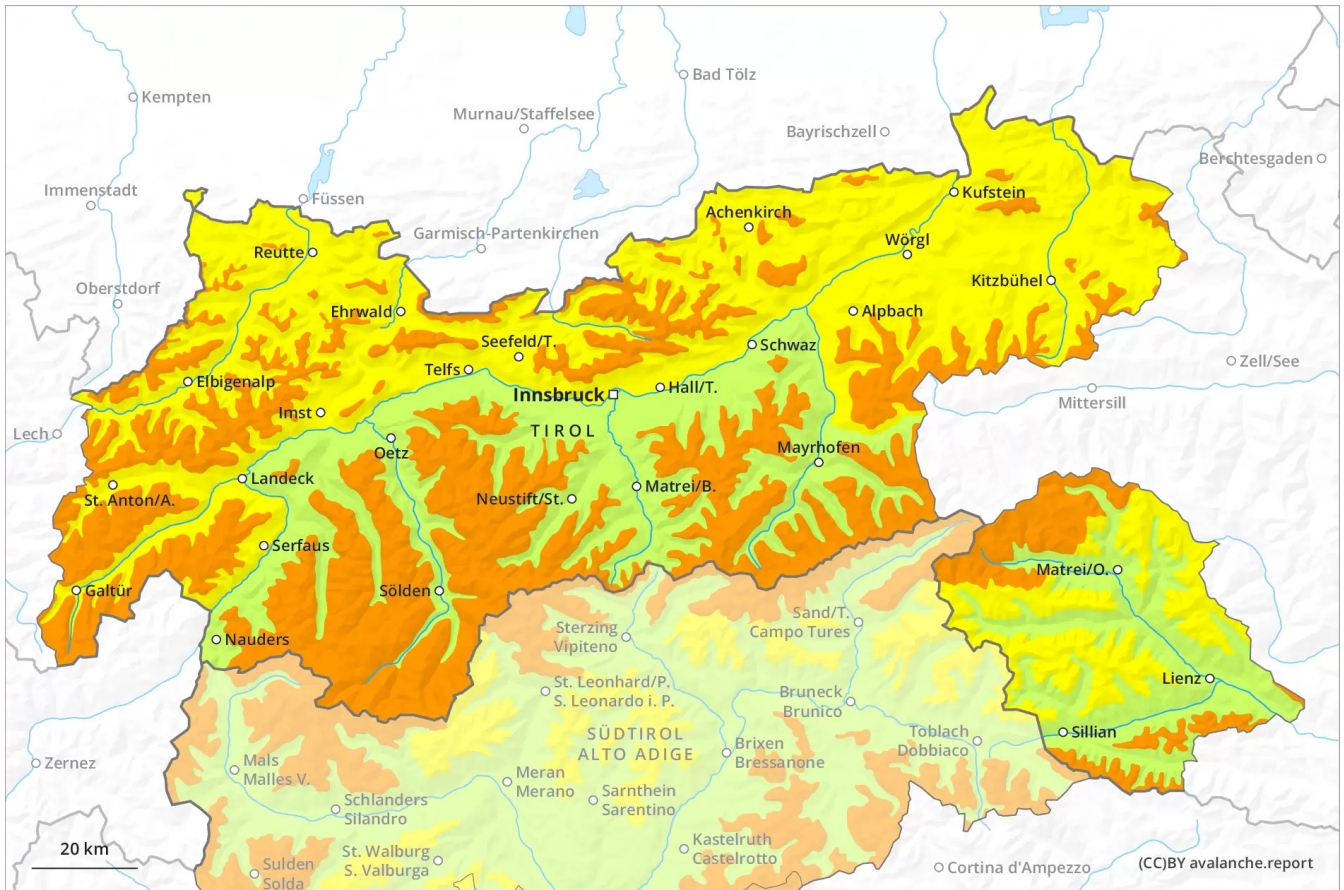 Kempten
Bad Tölz
Murnau/Staffelsee
Bayrischzell
Berchtesgaden
Immenstadt
Füssen
Kufstein
Achenkirch
Garmisch-Partenkirchen
Reutte
Wörgl
Oberstdorf
Kitzbühel
Ehrwald
Alpbach
Seefeld/T.
Schwaz
Zell/See
Telfs
Elbigenalp
Innsbruck
Hall/T.
Mittersill
Imst
Lech
TIROL
Oetz
Mayrhofen
Landeck
St. Anton/A.
Neustift/St.
Matrei/B.
Serfaus
Matrei/O.
Galtür
Sölden
Sand/T.
Campo Tures
Sterzing
Vipiteno
Nauders
Lienz
St. Leonhard/P.
S. Leonardo i. P.
Bruneck
Brunico
SÜDTIROL
ALTO ADIGE
Toblach
Dobbiaco
Sillian
Brixen
Bressanone
Zernez
Mals
Malles V.
Meran
Merano
Sarnthein
Sarentino
Schlanders
Silandro
20 km
St. Walburg
S. Valburga
Kastelruth
Castelrotto
Sulden
Solda
Cortina d'Ampezzo
(CC)BY avalanche.report